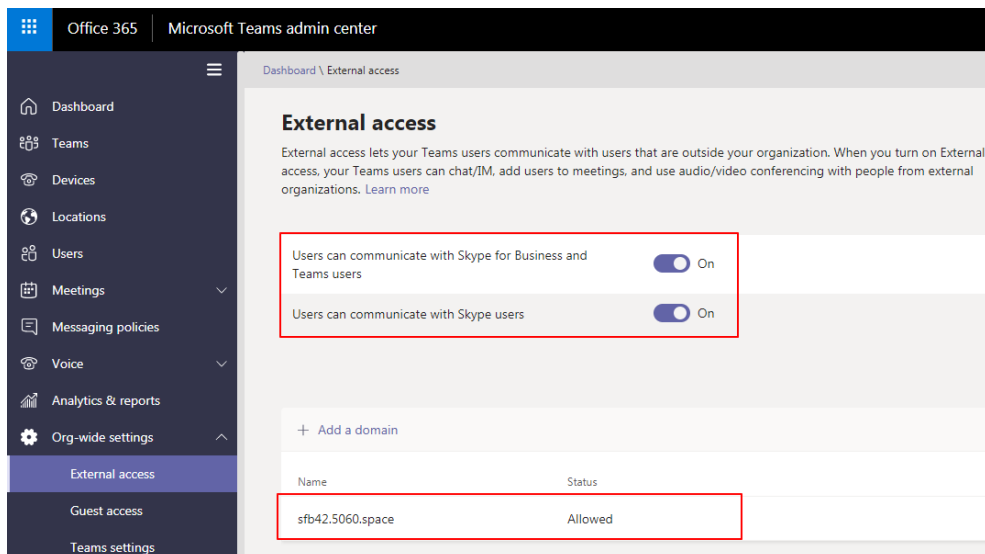 Office 365 Microsoft Teams admin center
Dashboard \ External access
Dashboard
Teams
Devices
Locations
Users
Meetings
Messaging policies
Voice
Analytics & reports
Org-wide settings
External access
Guest access
Teams settings
External access
External access lets your Teams users communicate with users that are outside your organization. When you turn on External
access, your Teams users can chat/IM, add users to meetings, and use audio/video conferencing with people from external
organizations. Learn more
Users can communicate with Skype for Business and
Teams users
On
Users can communicate with Skype users
On
+ Add a domain
Name Status
sfb42.5060.space Allowed